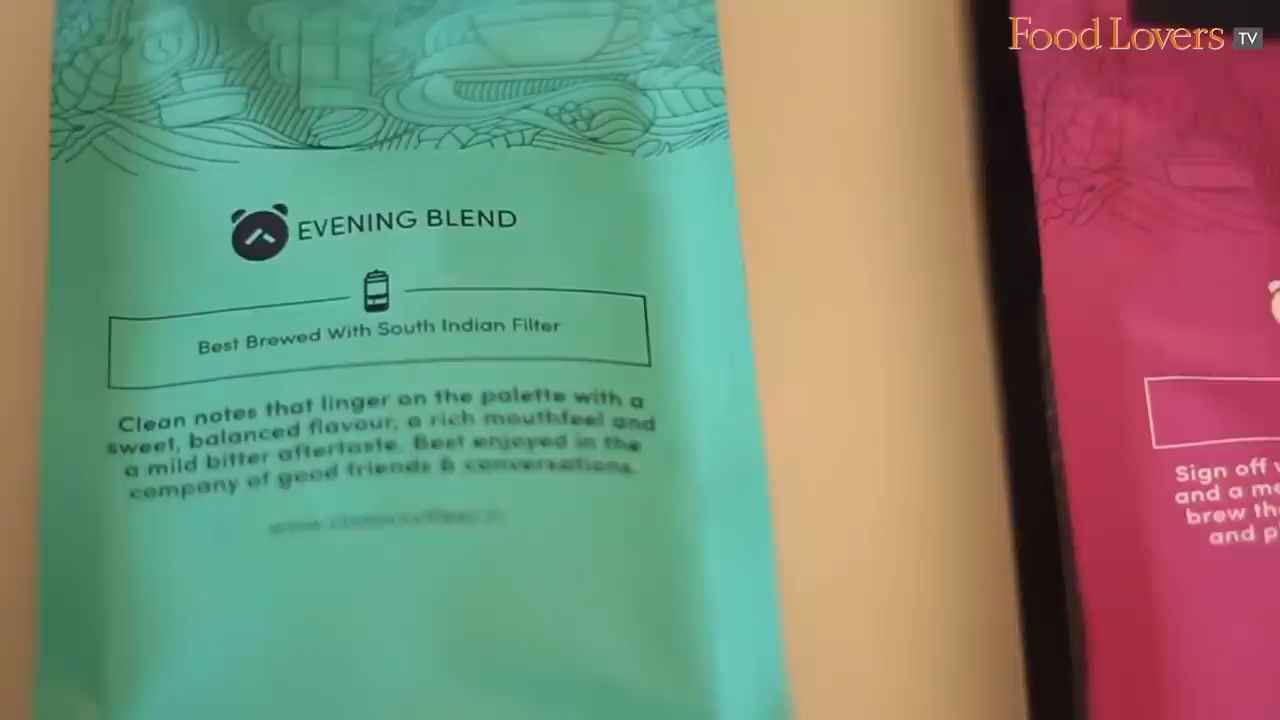 Food Lovers TV
EVENING BLEND
Best Brewed With South Indian Filter
Clean notes that linger on the palette with a
sweet, balanced flavour, a rich mouthfeel and
a mild bitter aftertaste. Best enjoyed in the
company of good friends & conversations.
Sign off
and a
brew
and